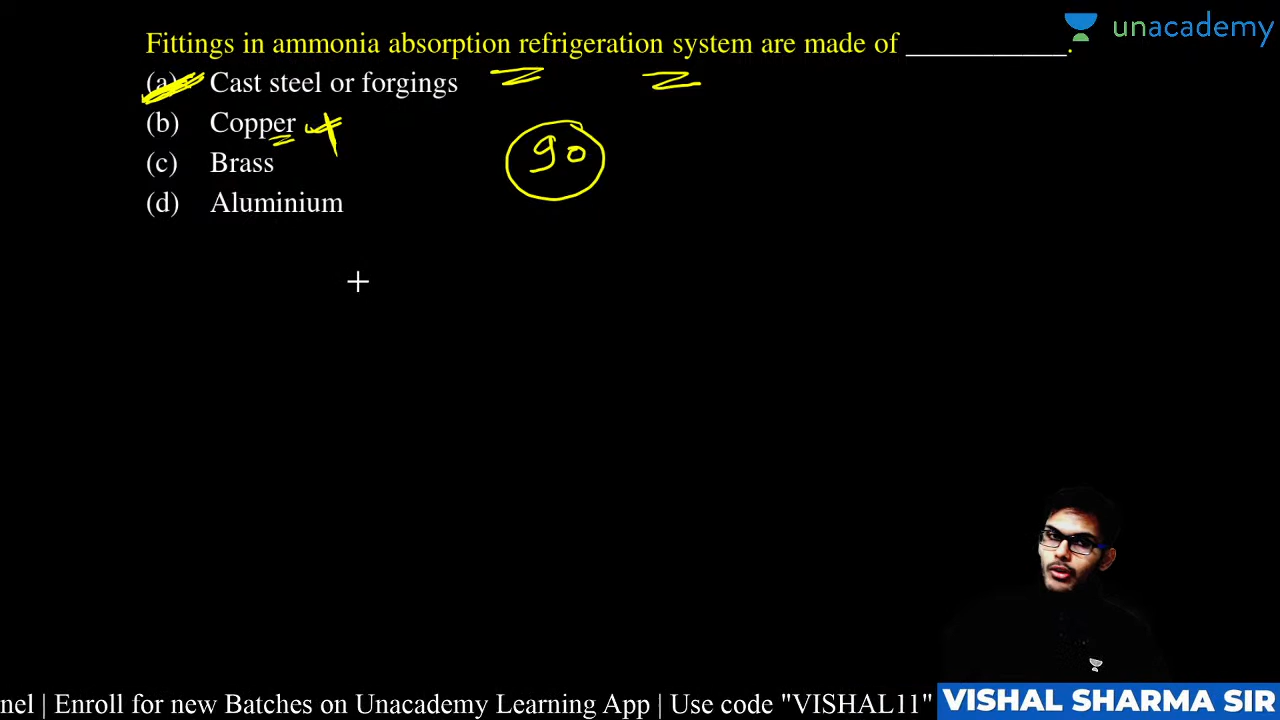 unacademy
Fittings in ammonia absorption refrigeration system are made of ___________.
(a) Cast steel or forgings
(b) Copper
(c) Brass
(d) Aluminium
90
nel | Enroll for new Batches on Unacademy Learning App | Use code "VISHAL11"
VISHAL SHARMA SIR